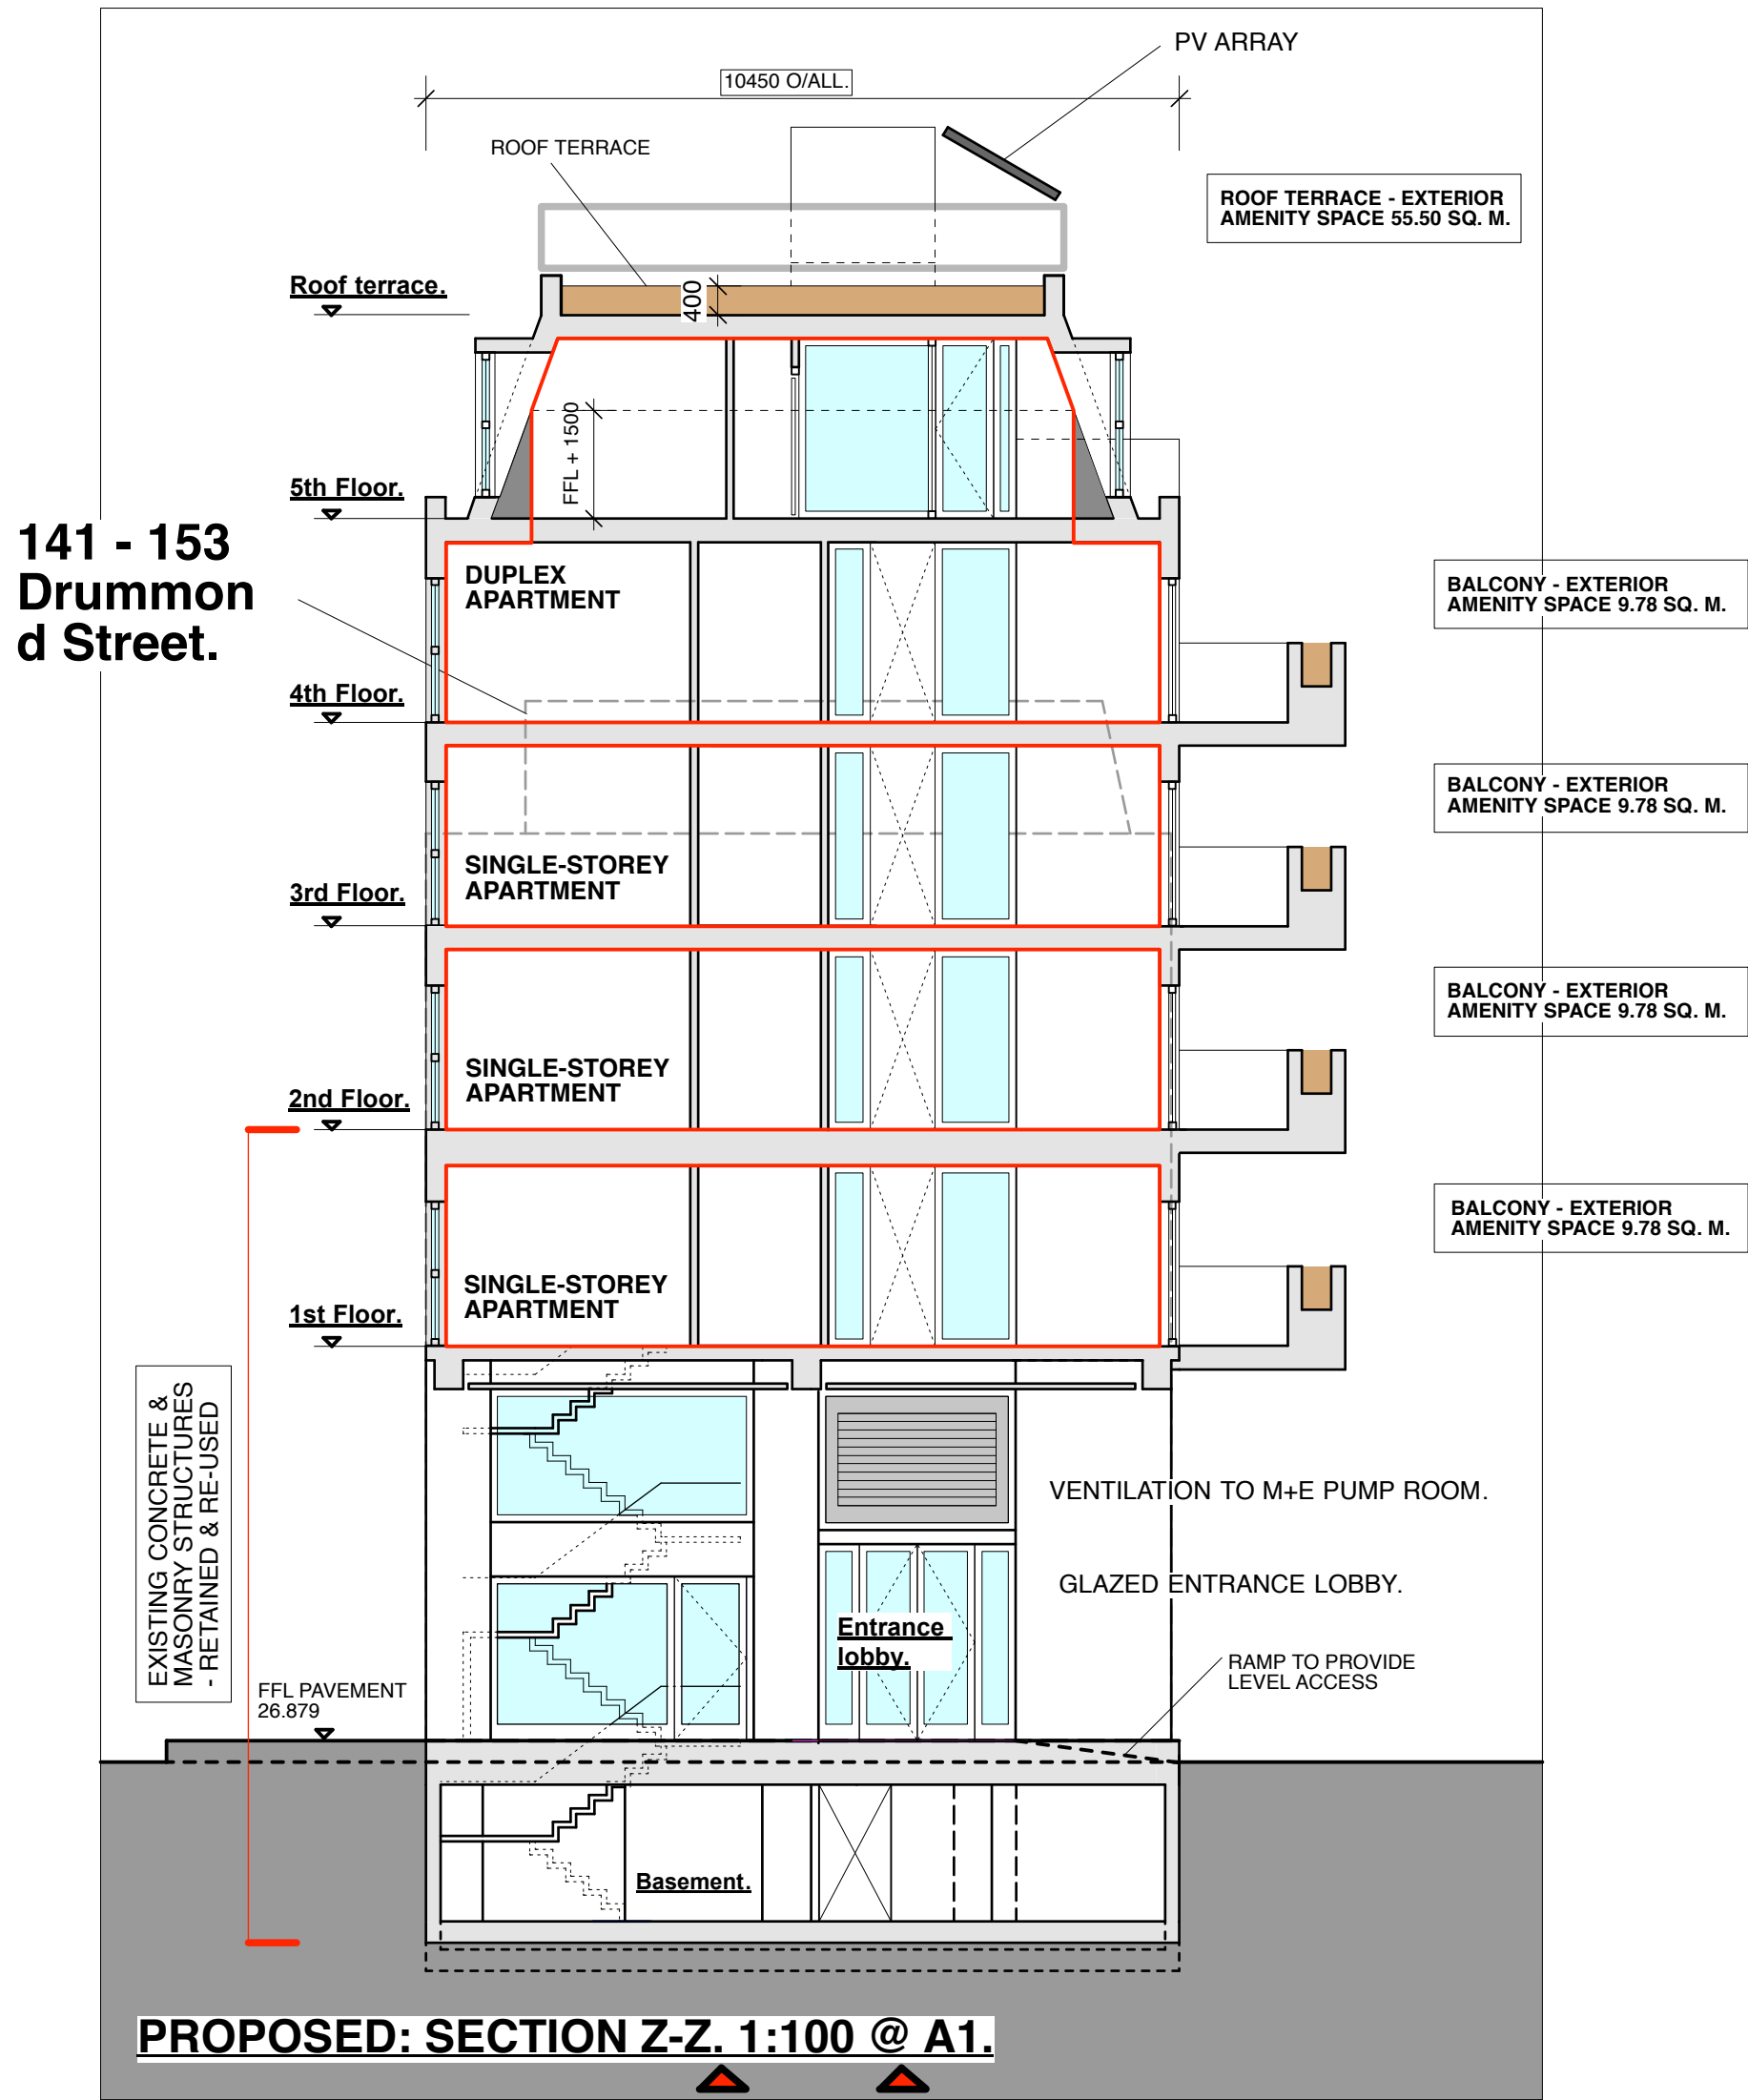 PV ARRAY
10450 O/ALL.
ROOF TERRACE
ROOF TERRACE - EXTERIOR
AMENITY SPACE 55.50 SQ. M.
Roof terrace.
400
FFL + 1500
5th Floor.
141 - 153
Drummon
d Street.
DUPLEX
APARTMENT
BALCONY - EXTERIOR
AMENITY SPACE 9.78 SQ. M.
4th Floor.
BALCONY - EXTERIOR
AMENITY SPACE 9.78 SQ. M.
SINGLE-STOREY
APARTMENT
3rd Floor.
BALCONY - EXTERIOR
AMENITY SPACE 9.78 SQ. M.
SINGLE-STOREY
APARTMENT
2nd Floor.
BALCONY - EXTERIOR
AMENITY SPACE 9.78 SQ. M.
SINGLE-STOREY
APARTMENT
1st Floor.
EXISTING CONCRETE &
MASONRY STRUCTURES
- RETAINED & RE-USED
VENTILATION TO M+E PUMP ROOM.
GLAZED ENTRANCE LOBBY.
Entrance
lobby.
RAMP TO PROVIDE
LEVEL ACCESS
FFL PAVEMENT
26.879
Basement.
PROPOSED: SECTION Z-Z. 1:100 @ A1.